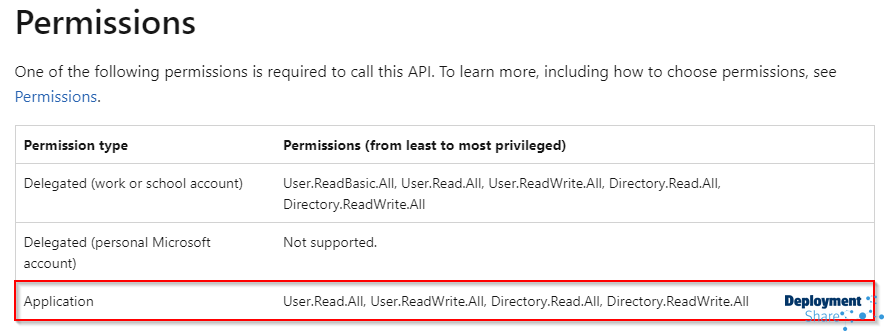 Permissions
One of the following permissions is required to call this API. To learn more, including how to choose permissions, see
Permissions.
Permission type Permissions (from least to most privileged)
Delegated (work or school account) User.ReadBasic.All, User.Read.All, User.ReadWrite.All, Directory.Read.All,
Directory.ReadWrite.All
Delegated (personal Microsoft Not supported.
account)
Application User.Read.All, User.ReadWrite.All, Directory.Read.All, Directory.ReadWrite.All Deployment
Share